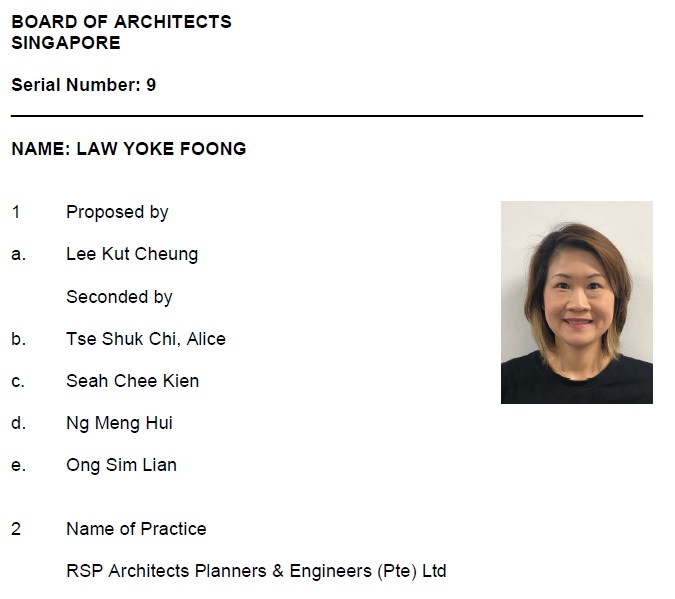 BOARD OF ARCHITECTS
SINGAPORE
Serial Number: 9
NAME: LAW YOKE FOONG
1 Proposed by
a. Lee Kut Cheung
Seconded by
b. Tse Shuk Chi, Alice
c. Seah Chee Kien
d. Ng Meng Hui
e. Ong Sim Lian
2 Name of Practice
RSP Architects Planners & Engineers (Pte) Ltd